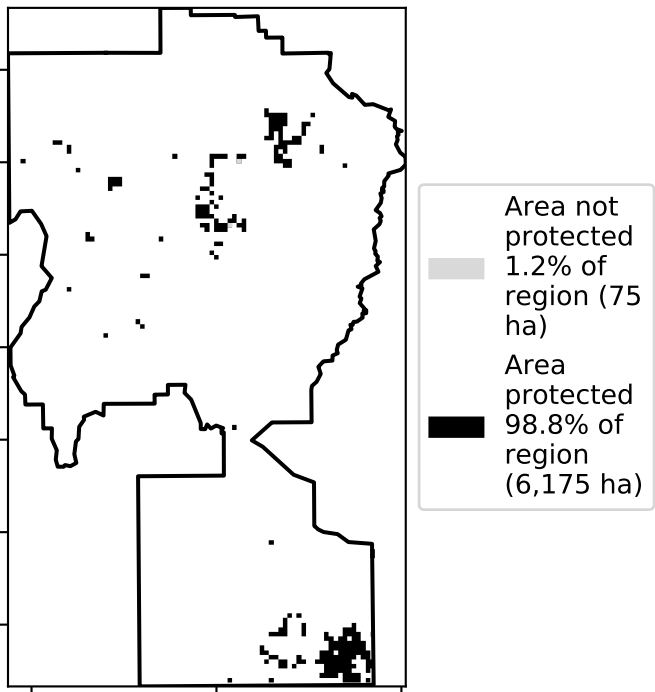 Area not
protected
1.2% of
region (75
ha)
Area
protected
98.8% of
region
(6,175 ha)